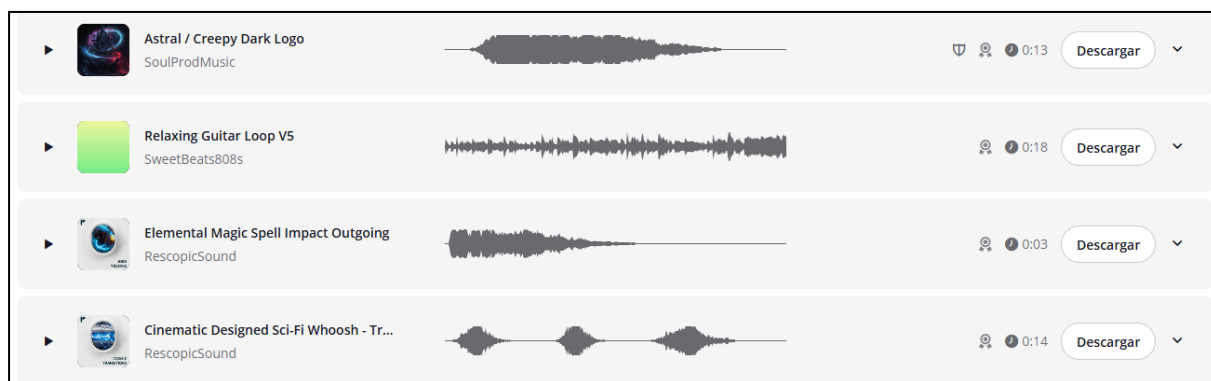 Astral / Creepy Dark Logo
SoulProdMusic
0:13
Descargar
Relaxing Guitar Loop V5
SweetBeats808s
0:18
Descargar
Elemental Magic Spell Impact Outgoing
RescopicSound
0:03
Descargar
Cinematic Designed Sci-Fi Whoosh - Tr...
RescopicSound
0:14
Descargar